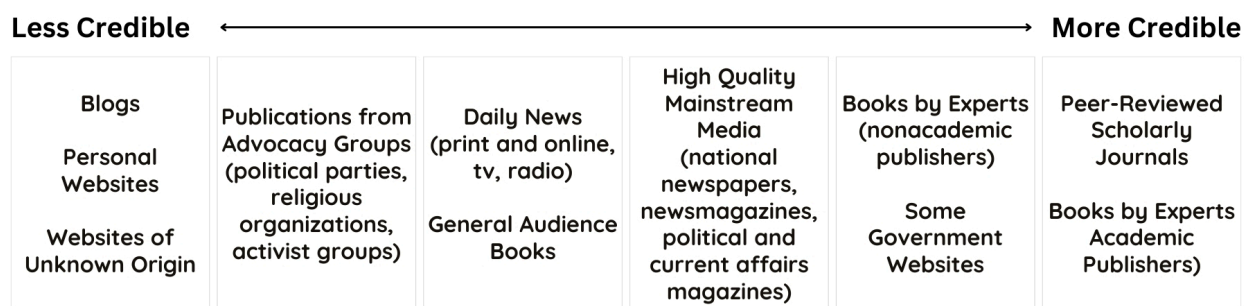 Less Credible
More Credible
Blogs
Personal
Websites
Websites of
Unknown Origin
Publications from
Advocacy Groups
(political parties,
religious
organizations,
activist groups)
Daily News
(print and online,
tv, radio)
General Audience
Books
High Quality
Mainstream
Media
(national
newspapers,
newsmagazines,
political and
current affairs
magazines)
Books by Experts
(nonacademic
publishers)
Some
Government
Websites
Peer-Reviewed
Scholarly
Journals
Books by Experts
Academic
Publishers)